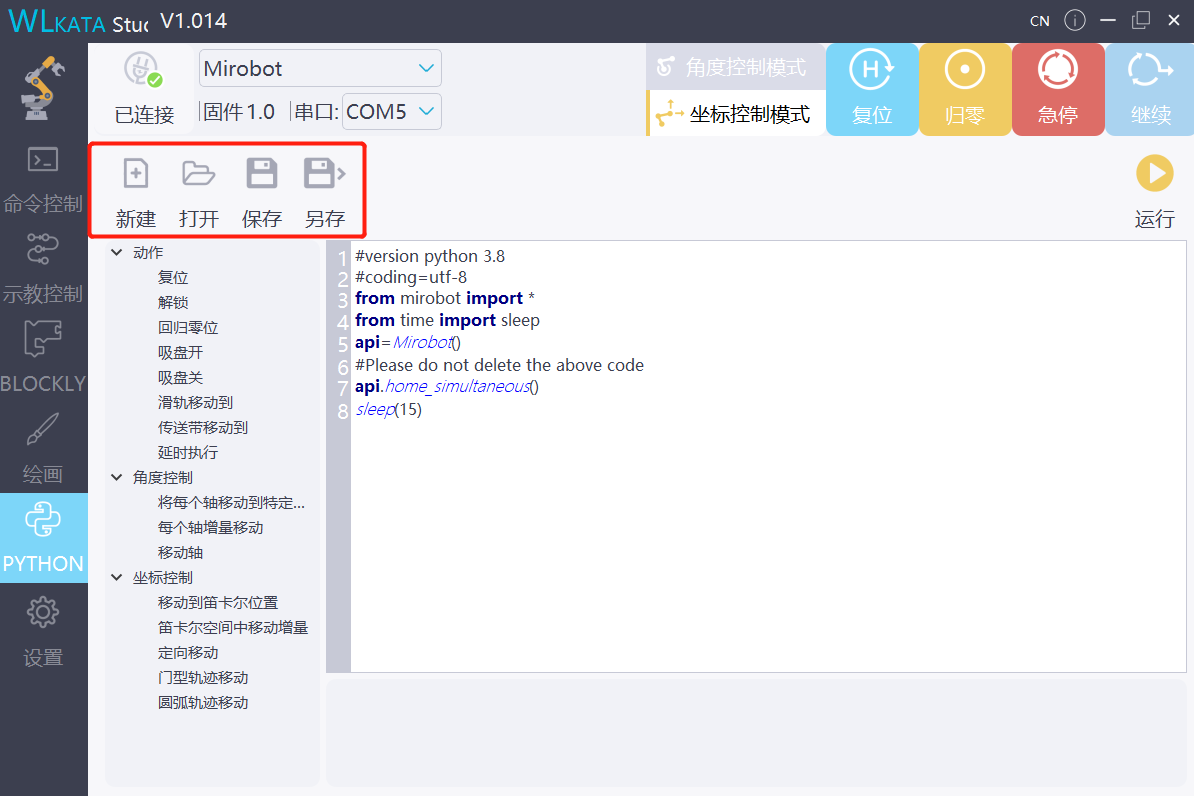 WLKATA Stu V1.014
CN
已连接
Mirobot
固件 1.0
串口: COM5
角度控制模式
坐标控制模式
复位
归零
急停
继续
命令控制
示教控制
BLOCKLY
绘画
PYTHON
设置
新建 打开 保存 另存
运行
动作
复位
解锁
回归零位
吸盘开
吸盘关
滑轨移动到
传送带移动到
延时执行
角度控制
将每个轴移动到特定...
每个轴增量移动
移动轴
坐标控制
移动到笛卡尔位置
笛卡尔空间中移动增量
定向移动
门型轨迹移动
圆弧轨迹移动
1 #version python 3.8
2 #coding=utf-8
3 from mirobot import *
4 from time import sleep
5 api=Mirobot()
6 #Please do not delete the above code
7 api.home_simultaneous()
8 sleep(15)